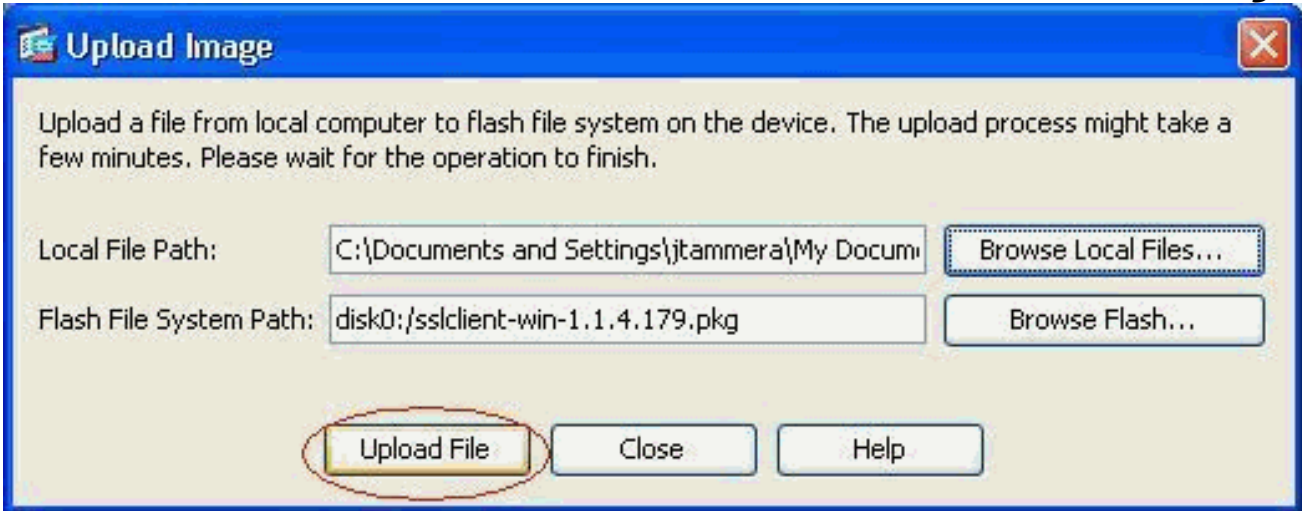 Upload Image
Upload a file from local computer to flash file system on the device. The upload process might take a
few minutes. Please wait for the operation to finish.
Local File Path: C:\Documents and Settings\jtammera\My Docum Browse Local Files...
Flash File System Path: disk0:/sslclient-win-1.1.4.179.pkg Browse Flash...
Upload File Close Help